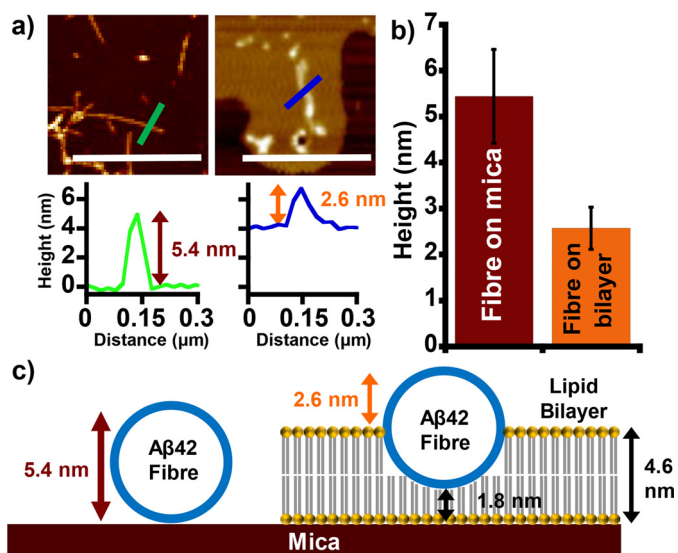 a)
6
4
2
0
Height (nm)
5.4 nm
0 0.15 0.3
Distance (µm)
2.6 nm
0 0.15 0.3
Distance (µm)
b)
7
6
5
4
3
2
1
0
Height (nm)
Fibre on mica
Fibre on
bilayer
c)
5.4 nm
Aβ42
Fibre
2.6 nm
Aβ42
Fibre
Lipid
Bilayer
4.6
nm
1.8 nm
Mica